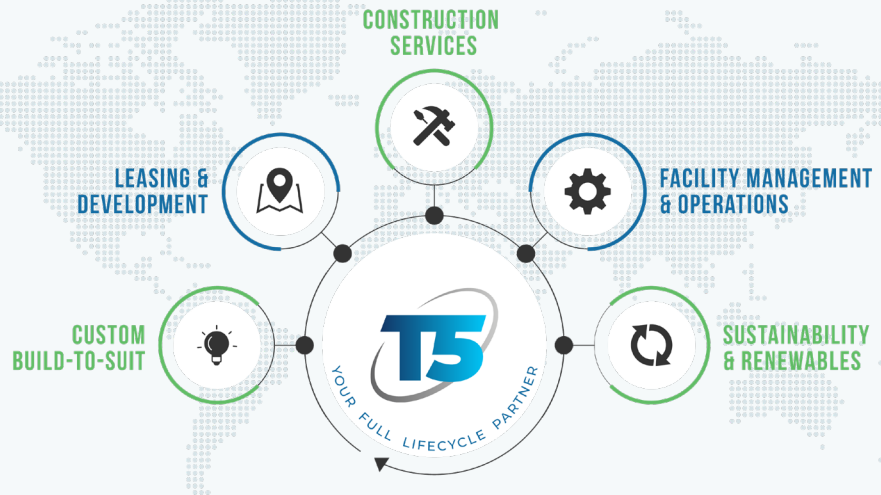 CONSTRUCTION
SERVICES
LEASING &
DEVELOPMENT
FACILITY MANAGEMENT
& OPERATIONS
CUSTOM
BUILD-TO-SUIT
SUSTAINABILITY
& RENEWABLES
T5
YOUR FULL LIFECYCLE PARTNER